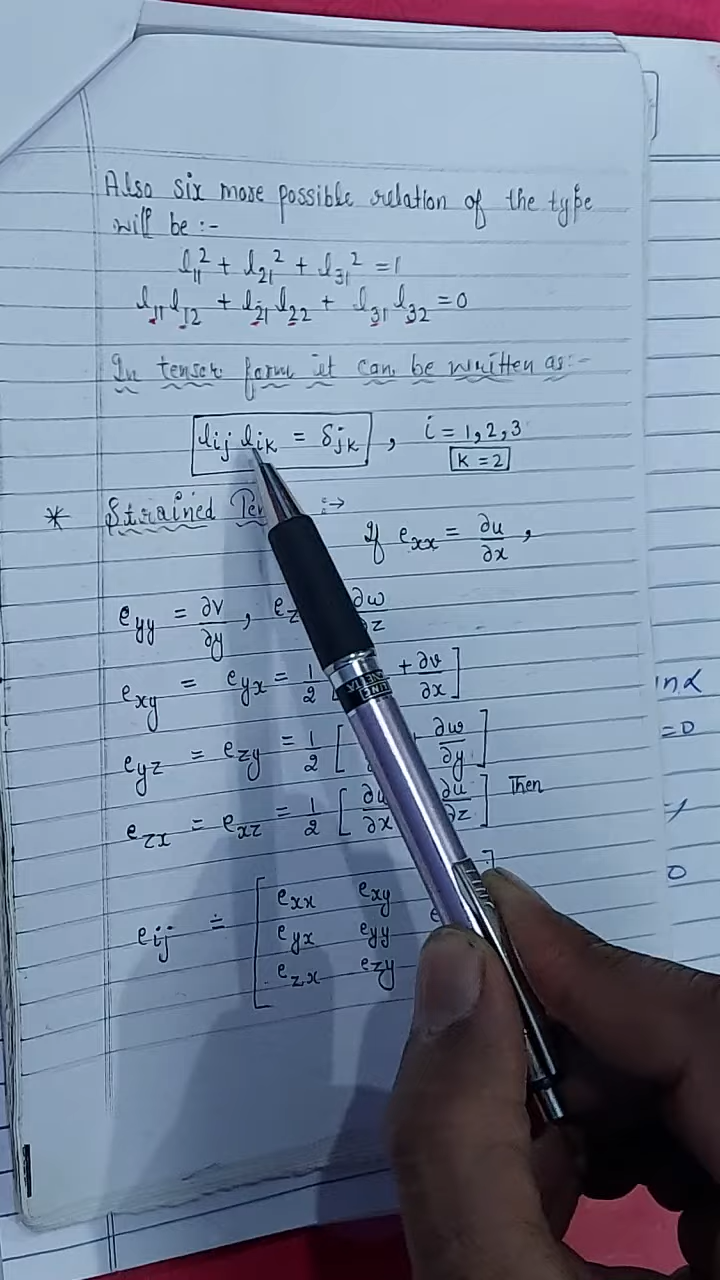 Also six more possible relation of the type
will be :-
l₁₁² + l₂₁² + l₃₁² = 1
l₁₁ l₁₂ + l₂₁ l₂₂ + l₃₁ l₃₂ = 0
In tensor form it can be written as:-
lij lik = δjk , i = 1, 2, 3
k = 2
* Strained :→
If exx = ∂u/∂x ,
eyy = ∂v/∂y , ∂w
exy = eyx = 1/2 [ + ∂v/∂x ]
eyz = ezy = 1/2 [ ∂w/∂y ]
ezx = exz = 1/2 [ ∂u/∂z ] Then
eij = [ exx exy
eyx eyy
ezx ezy
inα
=0
0